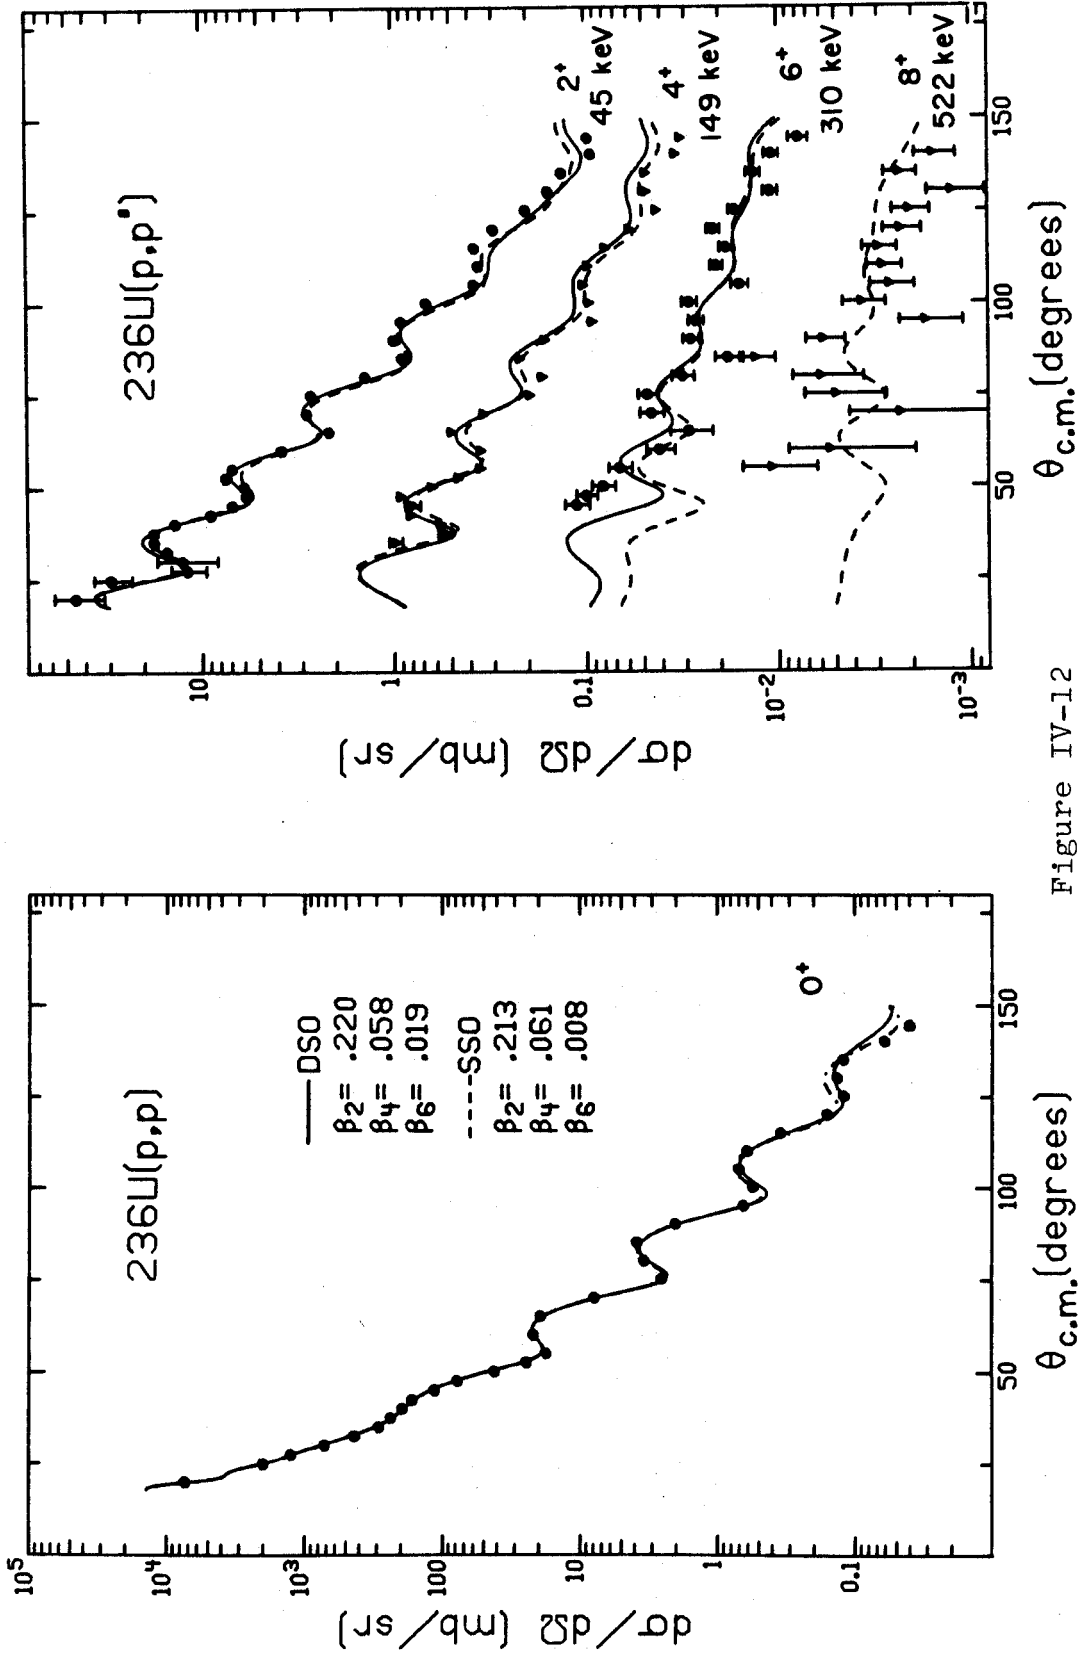 236U(p,p)
DSO
β2= .220
β4= .058
β6= .019
SSO
β2= .213
β4= .061
β6= .008
0+
10^5
10^4
10^3
100
10
1
0.1
dσ/dΩ (mb/sr)
50
100
150
θc.m.(degrees)
236U(p,p')
2+
45 keV
4+
149 keV
6+
310 keV
8+
522 keV
10
1
0.1
10^-2
10^-3
dσ/dΩ (mb/sr)
50
100
150
θc.m.(degrees)
Figure IV-12